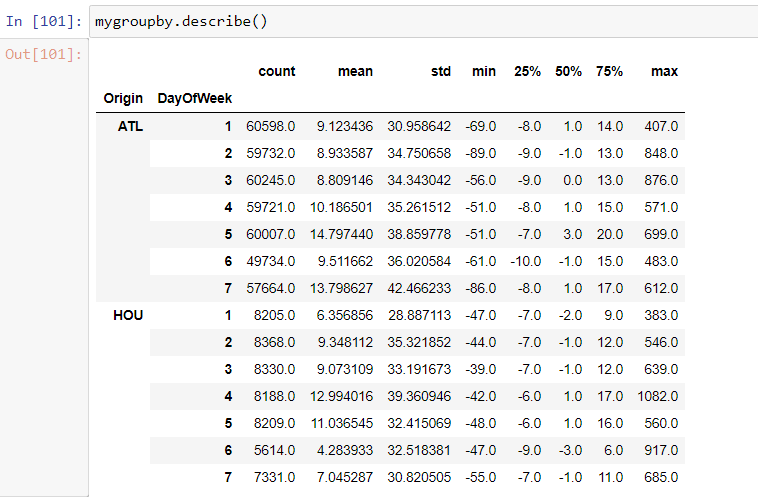 In [101]: mygroupby.describe()
Out[101]:
count mean std min 25% 50% 75% max
Origin DayOfWeek
ATL 1 60598.0 9.123436 30.958642 -69.0 -8.0 1.0 14.0 407.0
2 59732.0 8.933587 34.750658 -89.0 -9.0 -1.0 13.0 848.0
3 60245.0 8.809146 34.343042 -56.0 -9.0 0.0 13.0 876.0
4 59721.0 10.186501 35.261512 -51.0 -8.0 1.0 15.0 571.0
5 60007.0 14.797440 38.859778 -51.0 -7.0 3.0 20.0 699.0
6 49734.0 9.511662 36.020584 -61.0 -10.0 -1.0 15.0 483.0
7 57664.0 13.798627 42.466233 -86.0 -8.0 1.0 17.0 612.0
HOU 1 8205.0 6.356856 28.887113 -47.0 -7.0 -2.0 9.0 383.0
2 8368.0 9.348112 35.321852 -44.0 -7.0 -1.0 12.0 546.0
3 8330.0 9.073109 33.191673 -39.0 -7.0 -1.0 12.0 639.0
4 8188.0 12.994016 39.360946 -42.0 -6.0 1.0 17.0 1082.0
5 8209.0 11.036545 32.415069 -48.0 -6.0 1.0 16.0 560.0
6 5614.0 4.283933 32.518381 -47.0 -9.0 -3.0 6.0 917.0
7 7331.0 7.045287 30.820505 -55.0 -7.0 -1.0 11.0 685.0